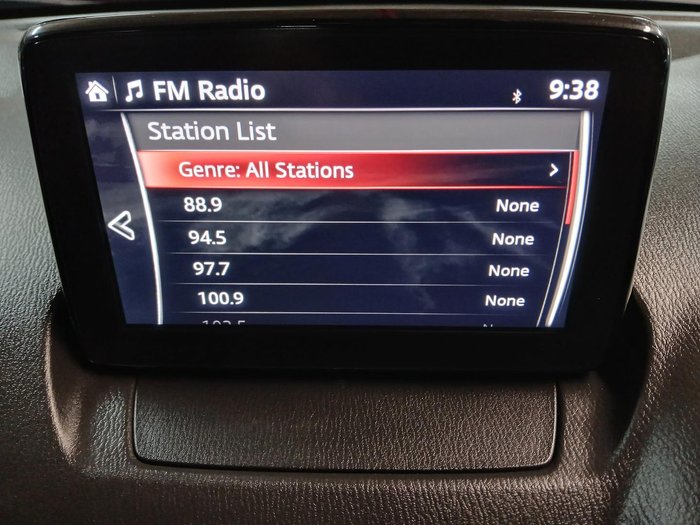 FM Radio 9:38
Station List
Genre: All Stations
88.9 None
94.5 None
97.7 None
100.9 None